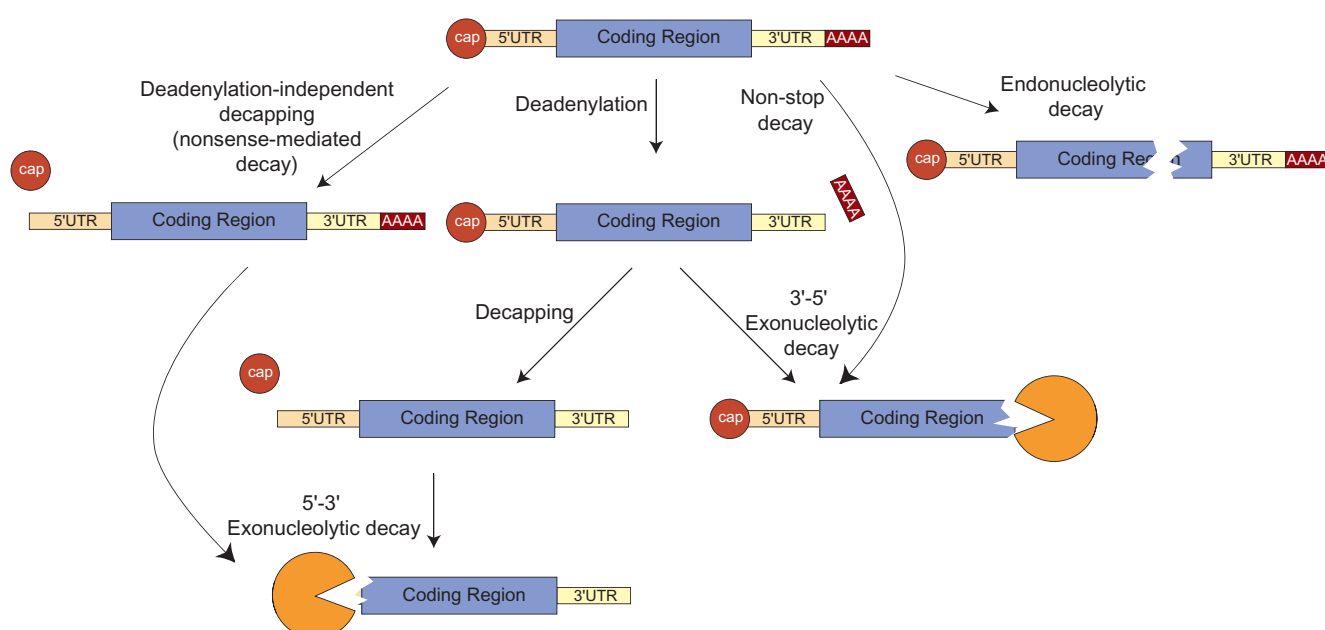 cap 5'UTR Coding Region 3'UTR AAAA
Deadenylation-independent
decapping
(nonsense-mediated
decay)
Deadenylation
Non-stop
decay
Endonucleolytic
decay
cap
5'UTR Coding Region 3'UTR AAAA
cap 5'UTR Coding Region 3'UTR
AAAA
cap 5'UTR Coding Region 3'UTR AAAA
Decapping
3'-5'
Exonucleolytic
decay
cap
5'UTR Coding Region 3'UTR
cap 5'UTR Coding Region
5'-3'
Exonucleolytic decay
Coding Region 3'UTR